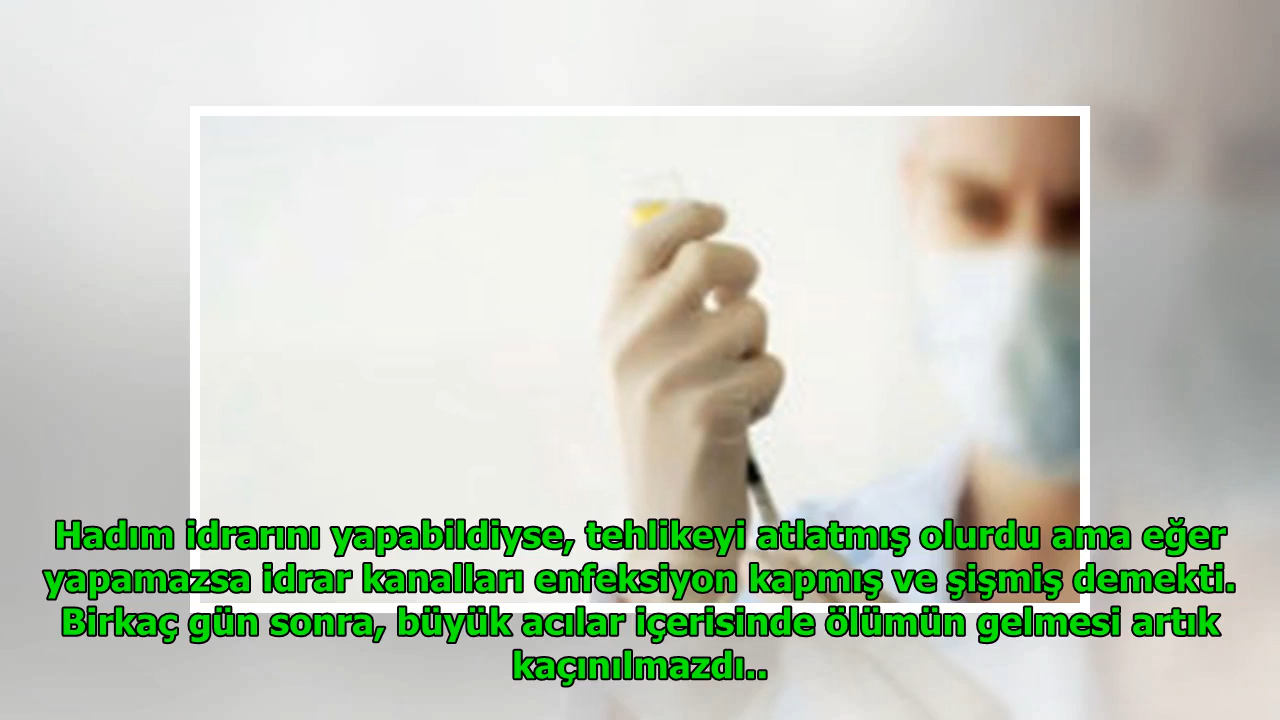 Hadım idrarını yapabildiyse, tehlikeyi atlatmış olurdu ama eğer
yapamazsa idrar kanalları enfeksiyon kapmış ve şişmiş demekti.
Birkaç gün sonra, büyük acılar içerisinde ölümün gelmesi artık
kaçınılmazdı..